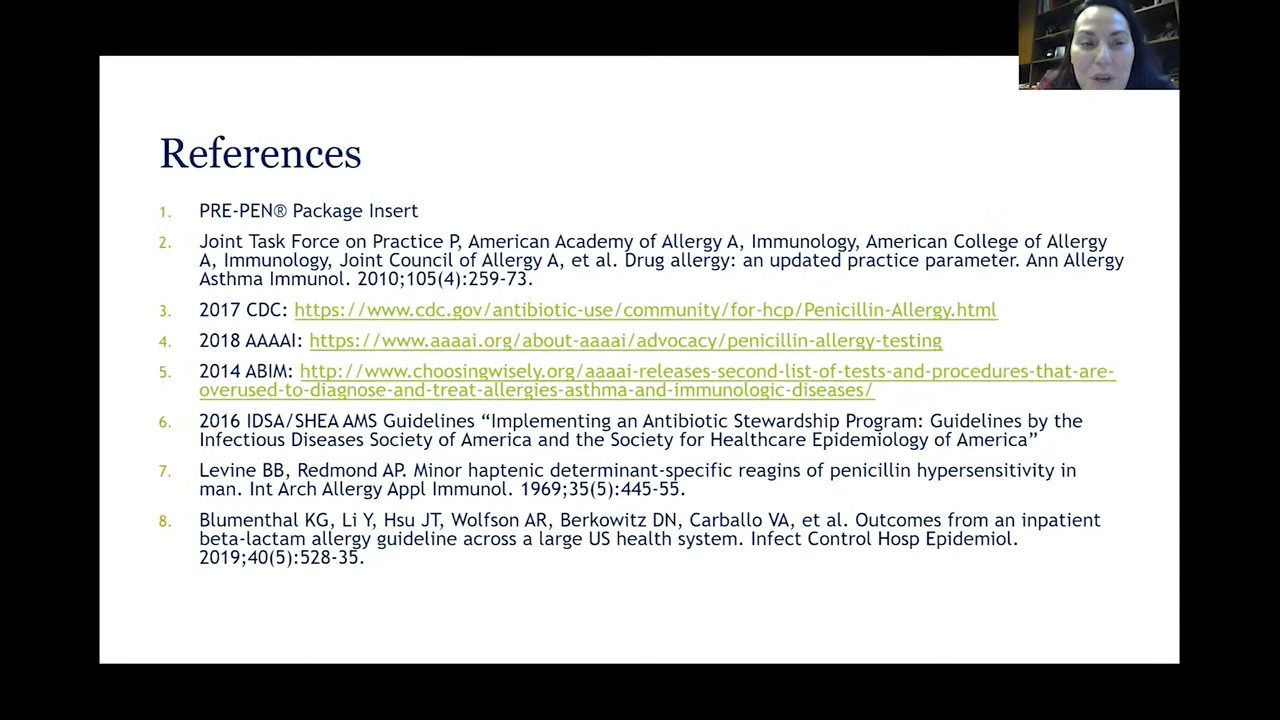 References
1. PRE-PEN® Package Insert
2. Joint Task Force on Practice P, American Academy of Allergy A, Immunology, American College of Allergy
A, Immunology, Joint Council of Allergy A, et al. Drug allergy: an updated practice parameter. Ann Allergy
Asthma Immunol. 2010;105(4):259-73.
3. 2017 CDC: https://www.cdc.gov/antibiotic-use/community/for-hcp/Penicillin-Allergy.html
4. 2018 AAAAI: https://www.aaaai.org/about-aaaai/advocacy/penicillin-allergy-testing
5. 2014 ABIM: http://www.choosingwisely.org/aaaai-releases-second-list-of-tests-and-procedures-that-are-
overused-to-diagnose-and-treat-allergies-asthma-and-immunologic-diseases/
6. 2016 IDSA/SHEA AMS Guidelines “Implementing an Antibiotic Stewardship Program: Guidelines by the
Infectious Diseases Society of America and the Society for Healthcare Epidemiology of America”
7. Levine BB, Redmond AP. Minor haptenic determinant-specific reagins of penicillin hypersensitivity in
man. Int Arch Allergy Appl Immunol. 1969;35(5):445-55.
8. Blumenthal KG, Li Y, Hsu JT, Wolfson AR, Berkowitz DN, Carballo VA, et al. Outcomes from an inpatient
beta-lactam allergy guideline across a large US health system. Infect Control Hosp Epidemiol.
2019;40(5):528-35.